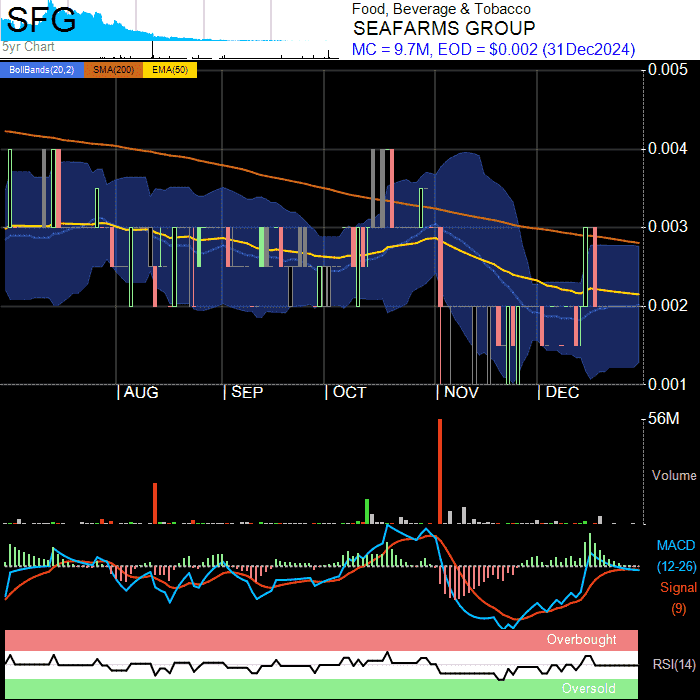 SFG
5yr Chart
Food, Beverage & Tobacco
SEAFARMS GROUP
MC = 9.7M, EOD = $0.002 (31Dec2024)
BollBands(20,2) SMA(200) EMA(50)
0.005
0.004
0.003
0.002
0.001
AUG SEP OCT NOV DEC
56M
Volume
MACD
(12-26)
Signal
(9)
Overbought
RSI(14)
Oversold